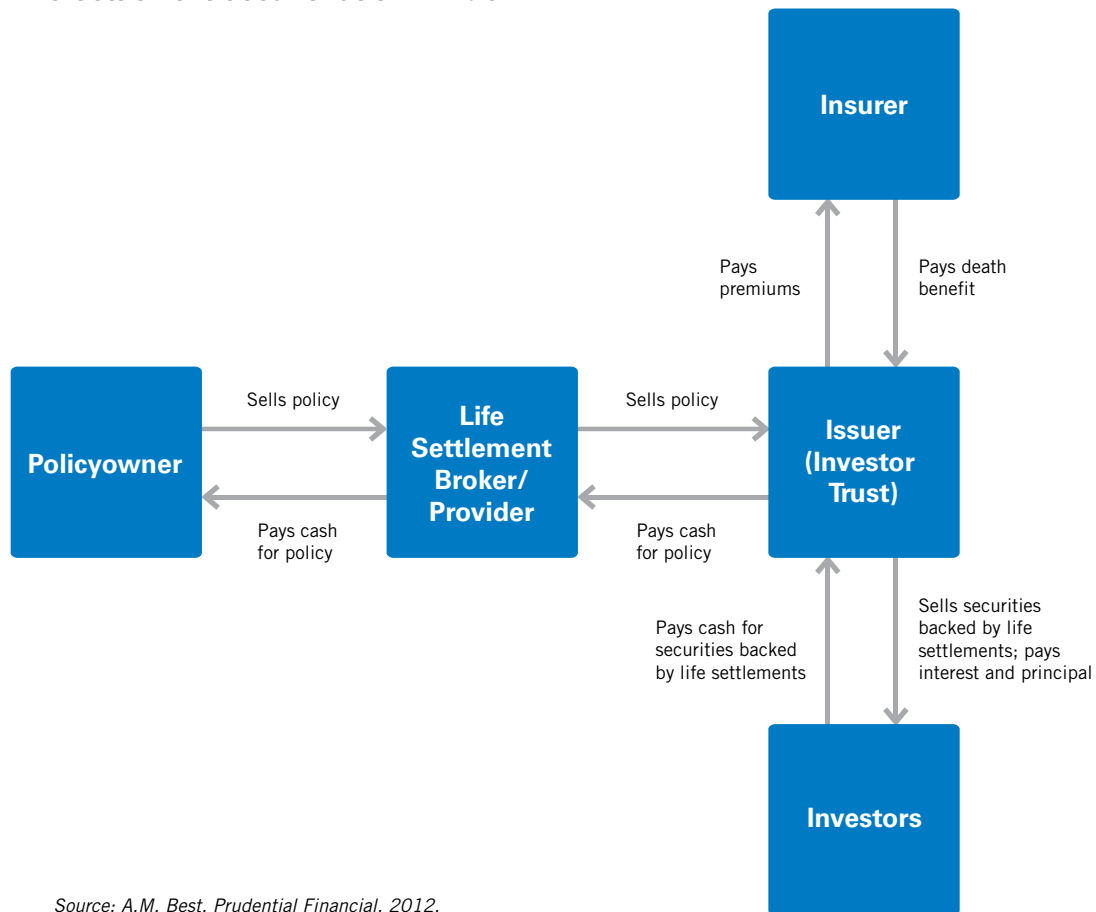 Insurer
Pays
premiums
Pays death
benefit
Policyowner
Sells policy
Pays cash
for policy
Life
Settlement
Broker/
Provider
Sells policy
Pays cash
for policy
Issuer
(Investor
Trust)
Pays cash for
securities backed
by life settlements
Sells securities
backed by life
settlements; pays
interest and principal
Investors
Source: A.M. Best, Prudential Financial, 2012.